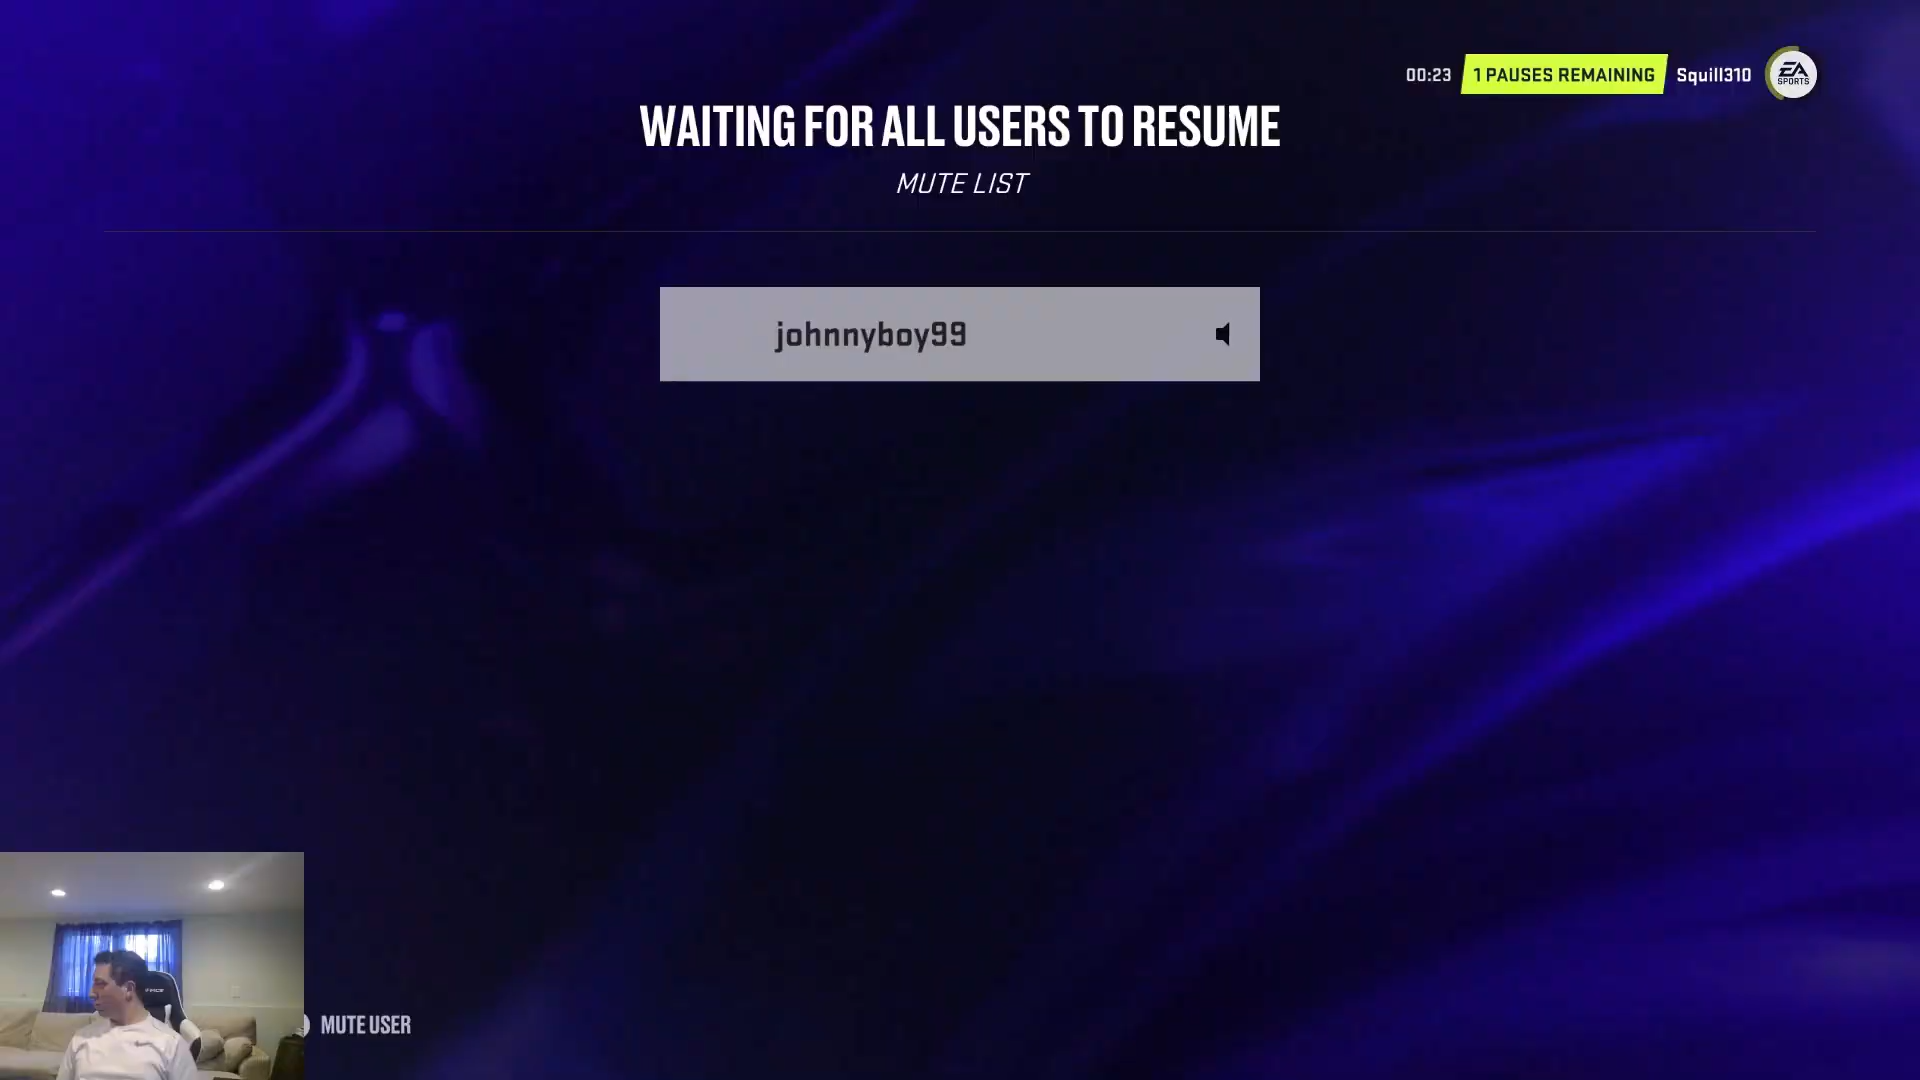 00:23 1 PAUSES REMAINING Squill310 EA SPORTS
WAITING FOR ALL USERS TO RESUME
MUTE LIST
johnnyboy99
MUTE USER